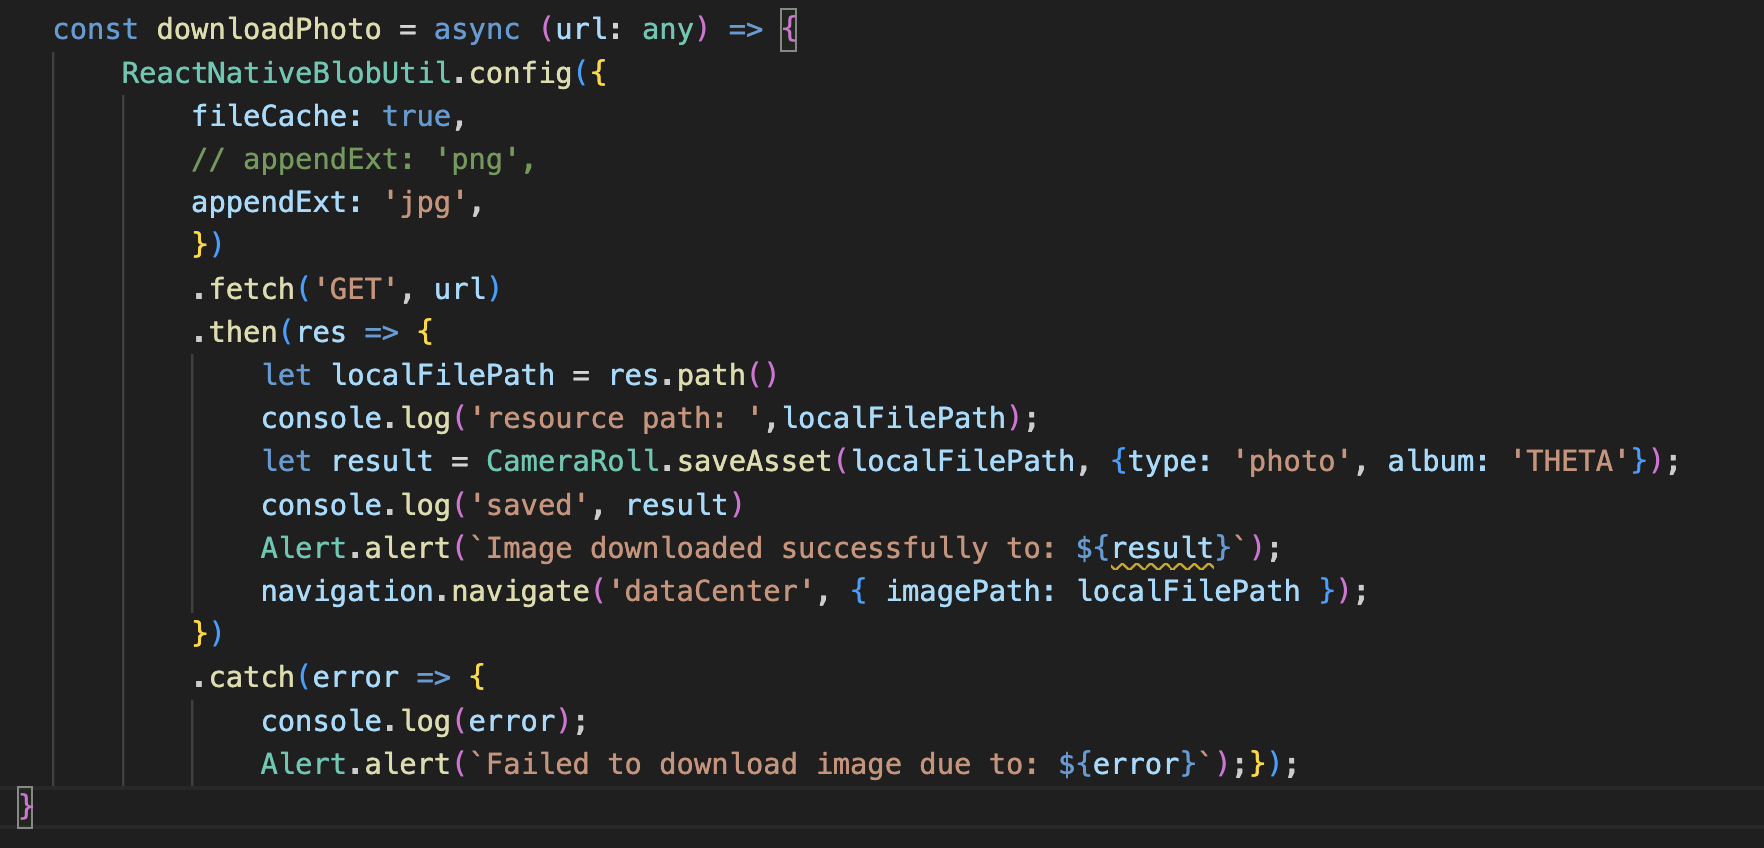 const downloadPhoto = async (url: any) => {
ReactNativeBlobUtil.config({
fileCache: true,
// appendExt: 'png',
appendExt: 'jpg',
})
.fetch('GET', url)
.then(res => {
let localFilePath = res.path()
console.log('resource path: ',localFilePath);
let result = CameraRoll.saveAsset(localFilePath, {type: 'photo', album: 'THETA'});
console.log('saved', result)
Alert.alert(`Image downloaded successfully to: ${result}`);
navigation.navigate('dataCenter', { imagePath: localFilePath });
})
.catch(error => {
console.log(error);
Alert.alert(`Failed to download image due to: ${error}`);});
}